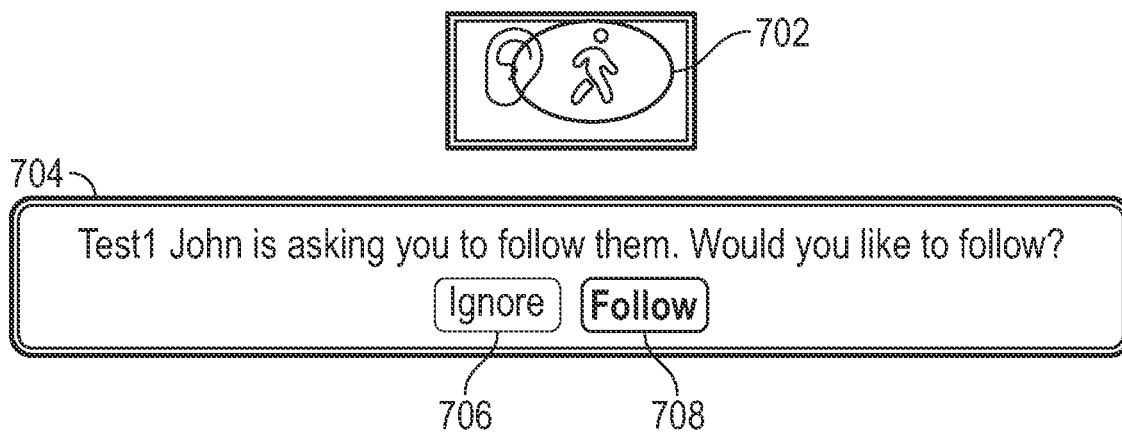 702
704
Test1 John is asking you to follow them. Would you like to follow?
Ignore Follow
706 708